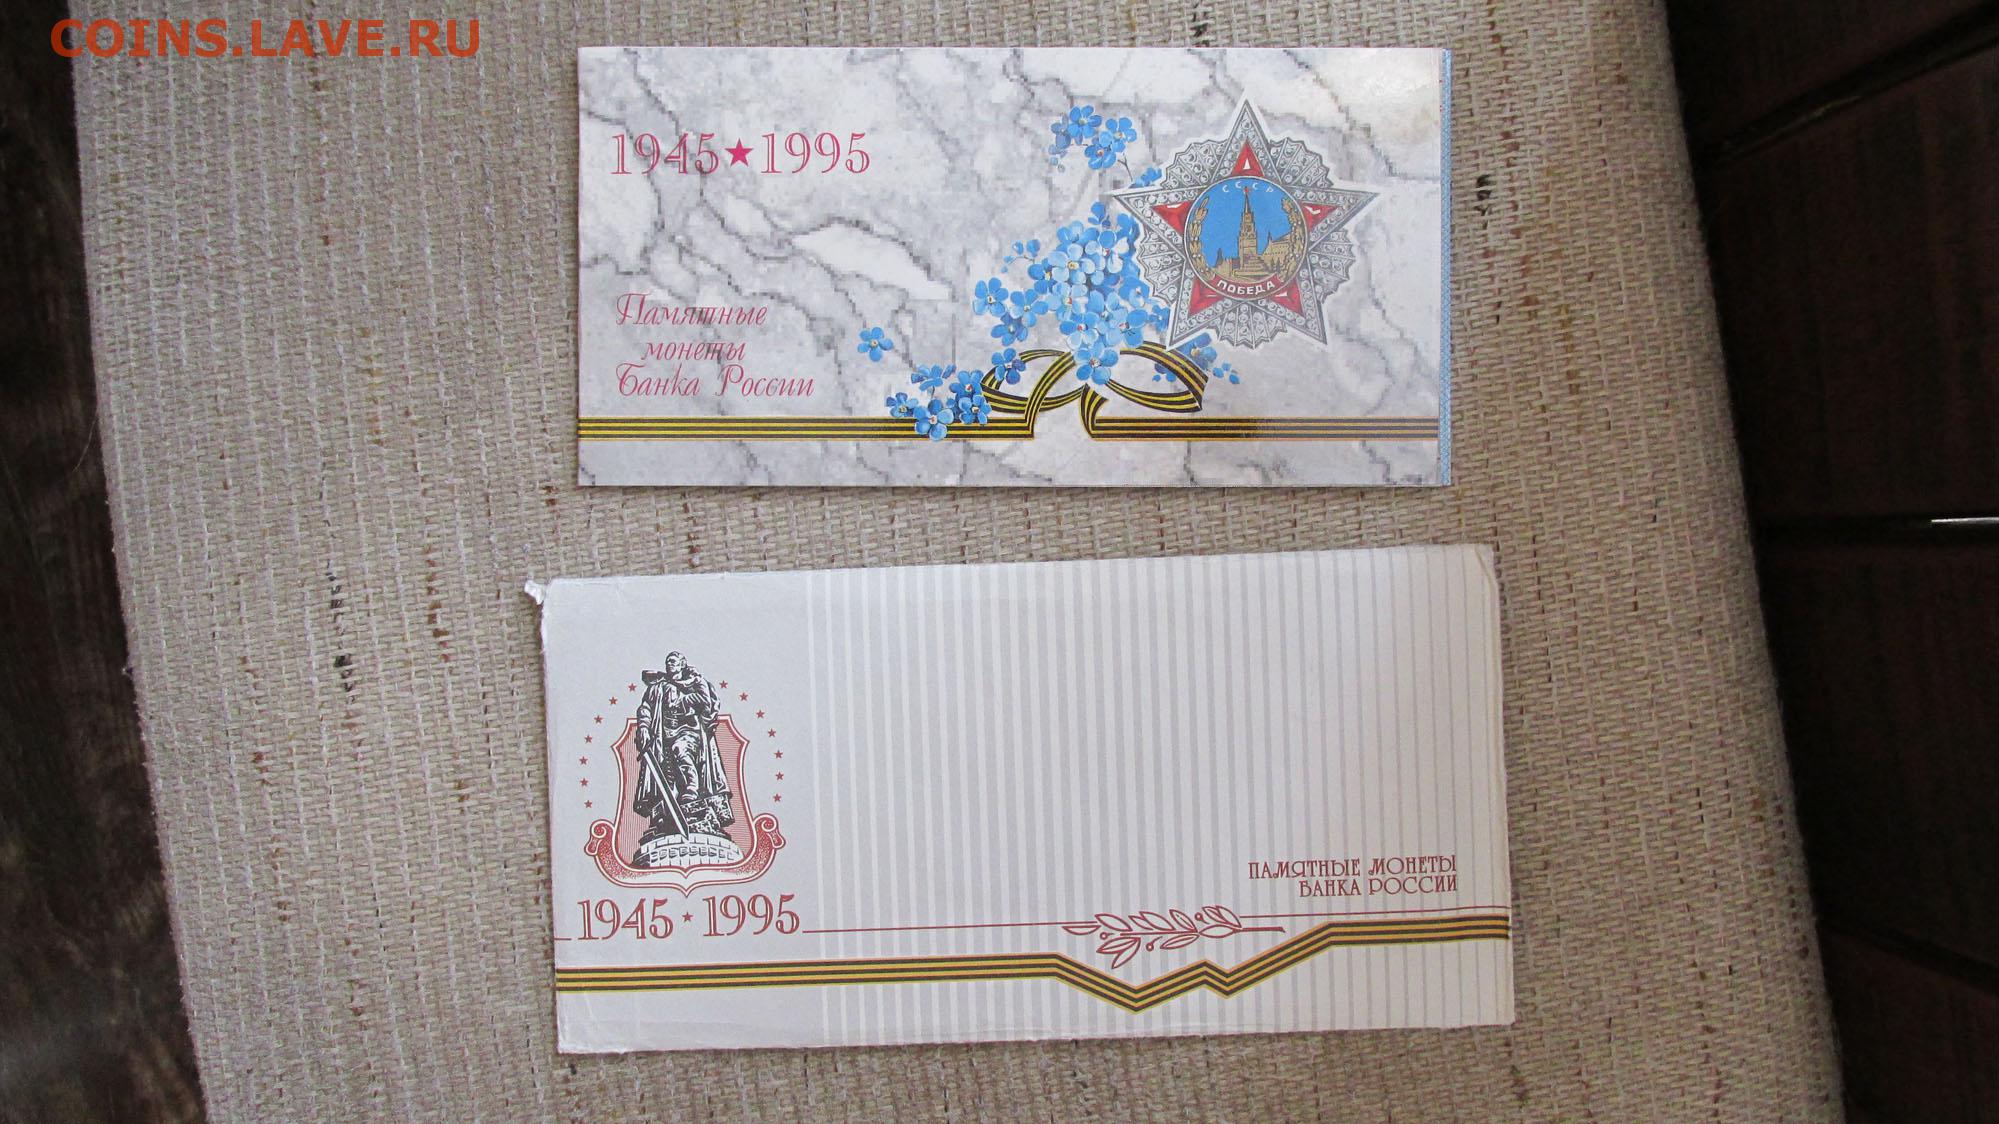 COINS.LAVE.RU
1945★1995
СССР
ПОБЕДА
Памятные
монеты
Банка России
ПАМЯТНЫЕ МОНЕТЫ
БАНКА РОССИИ
1945★1995